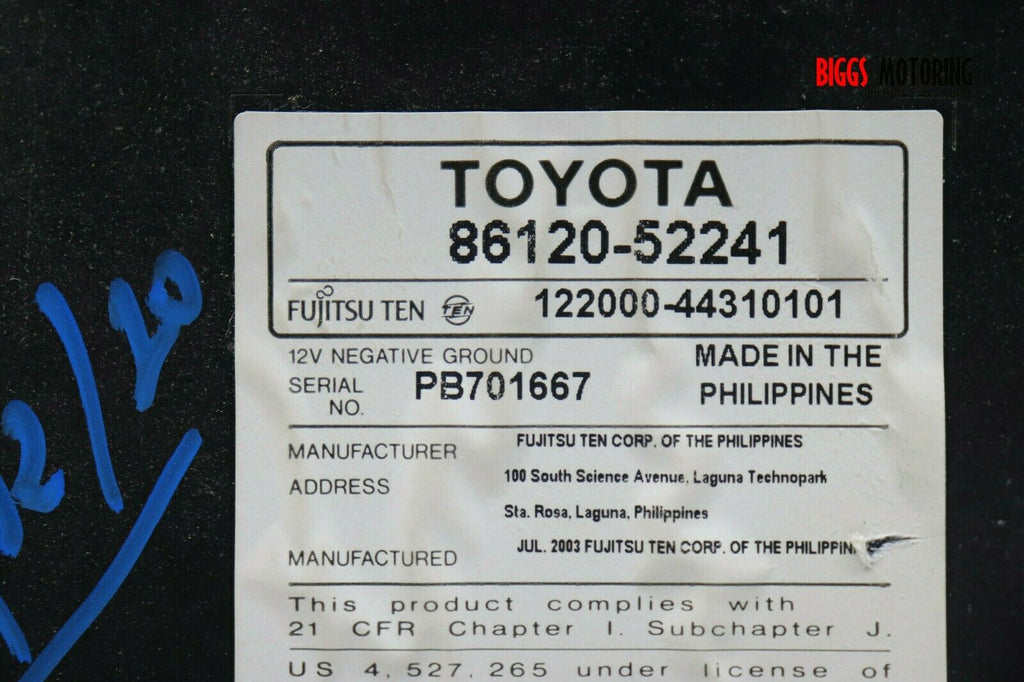 BIGGS MOTORING
TOYOTA
86120-52241
FUJITSU TEN TEN 122000-44310101
12V NEGATIVE GROUND
SERIAL NO. PB701667
MADE IN THE
PHILIPPINES
MANUFACTURER FUJITSU TEN CORP. OF THE PHILIPPINES
ADDRESS 100 South Science Avenue, Laguna Technopark
Sta. Rosa, Laguna, Philippines
MANUFACTURED JUL. 2003 FUJITSU TEN CORP. OF THE PHILIPPIN
This product complies with
21 CFR Chapter I. Subchapter J.
US 4,527,265 under license of
2/20